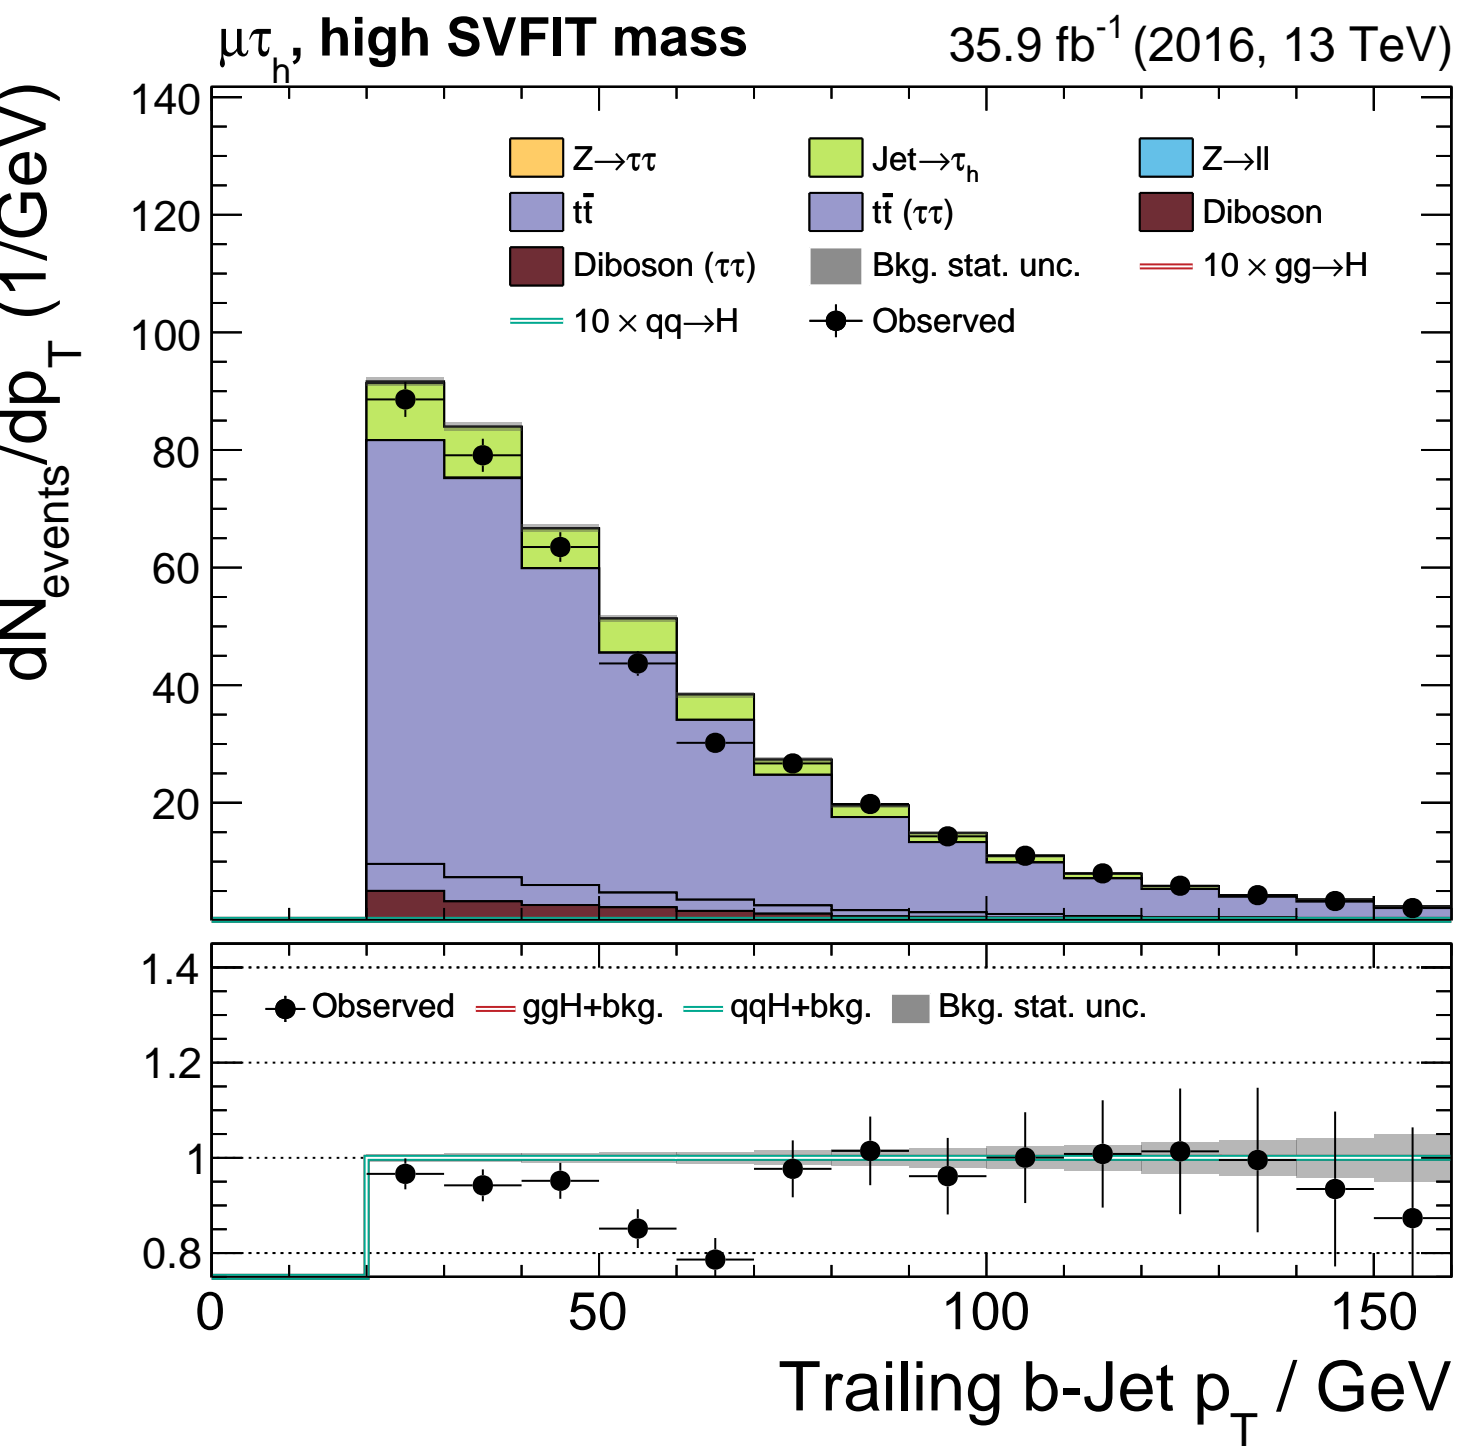 μτh, high SVFIT mass 35.9 fb-1 (2016, 13 TeV)
dNevents/dpT (1/GeV)
140
120
100
80
60
40
20
Z→ττ Jet→τh Z→ll
tt̄ tt̄ (ττ) Diboson
Diboson (ττ) Bkg. stat. unc. 10 × gg→H
10 × qq→H Observed
1.4
1.2
1
0.8
Observed ggH+bkg. qqH+bkg. Bkg. stat. unc.
0 50 100 150
Trailing b-Jet pT / GeV